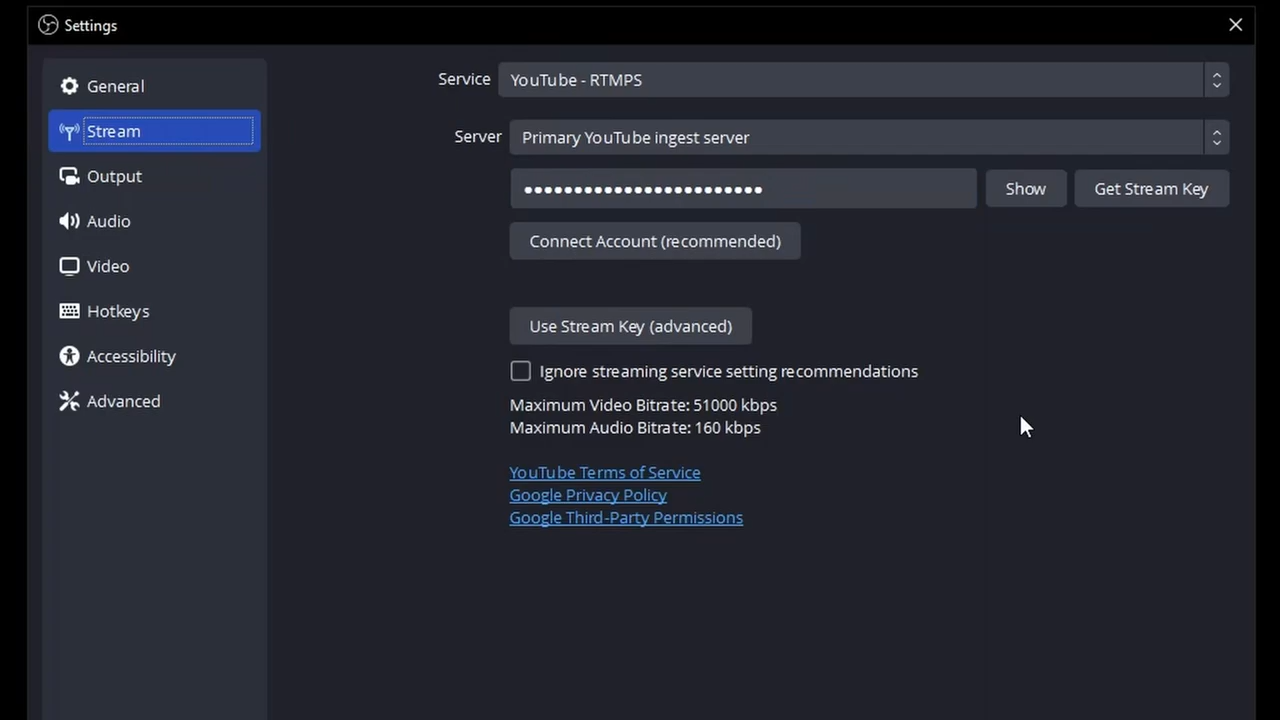 Settings
General
Stream
Output
Audio
Video
Hotkeys
Accessibility
Advanced
Service YouTube - RTMPS
Server Primary YouTube ingest server
●●●●●●●●●●●●●●●●●●●●●●●● Show Get Stream Key
Connect Account (recommended)
Use Stream Key (advanced)
Ignore streaming service setting recommendations
Maximum Video Bitrate: 51000 kbps
Maximum Audio Bitrate: 160 kbps
YouTube Terms of Service
Google Privacy Policy
Google Third-Party Permissions